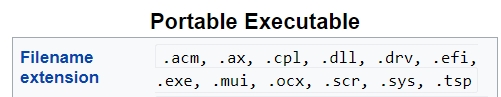 Portable Executable
Filename extension .acm, .ax, .cpl, .dll, .drv, .efi,
.exe, .mui, .ocx, .scr, .sys, .tsp